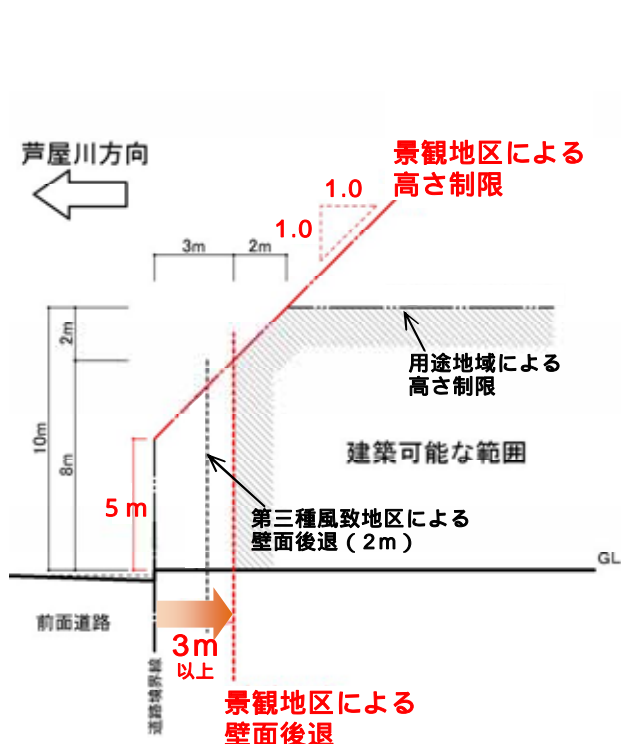 芦屋川方向
景観地区による
高さ制限
1.0
1.0
3m
2m
2m
用途地域による
高さ制限
10m
8m
建築可能な範囲
5m
第三種風致地区による
壁面後退（2m）
GL
前面道路
3m
以上
道路境界線
景観地区による
壁面後退